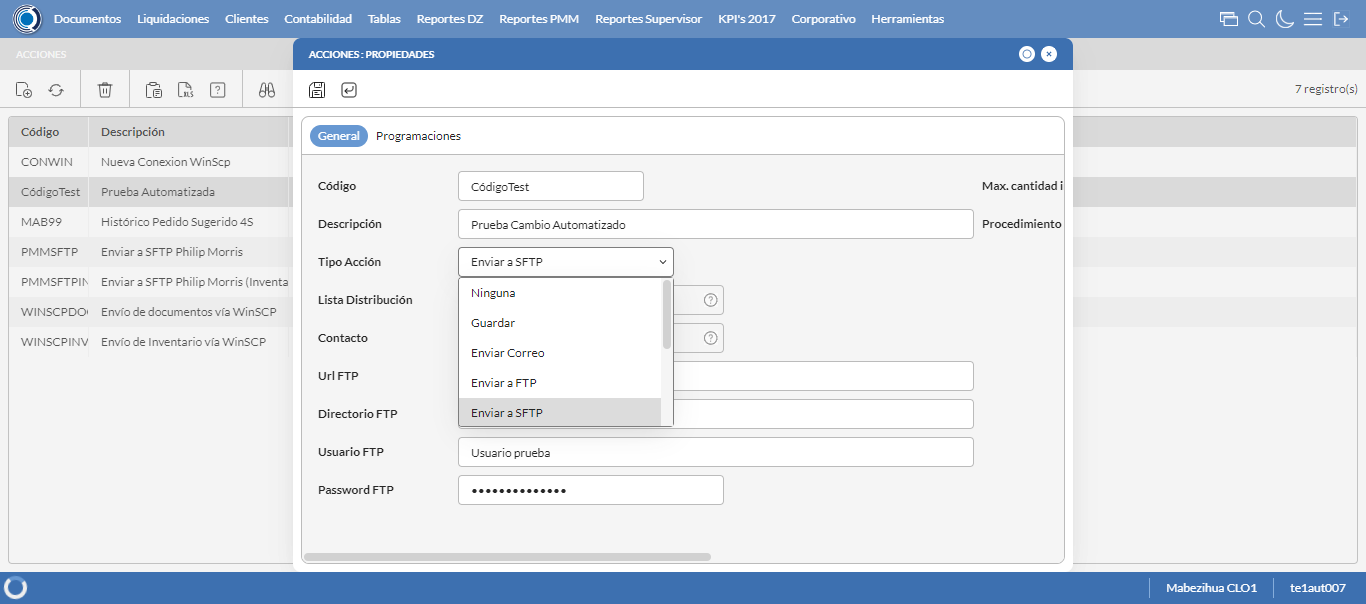 Documentos Liquidaciones Clientes Contabilidad Tablas Reportes DZ Reportes PMM Reportes Supervisor KPI's 2017 Corporativo Herramientas
ACCIONES
ACCIONES : PROPIEDADES
XLS
7 registro(s)
Código Descripción
CONWIN Nueva Conexion WinScp
CódigoTest Prueba Automatizada
MAB99 Histórico Pedido Sugerido 4S
PMMSFTP Enviar a SFTP Philip Morris
PMMSFTPIN Enviar a SFTP Philip Morris (Inventa
WINSCPDO Envío de documentos vía WinSCP
WINSCPINV Envío de Inventario vía WinSCP
General Programaciones
Código CódigoTest Max. cantidad i
Descripción Prueba Cambio Automatizado Procedimiento
Tipo Acción Enviar a SFTP
Lista Distribución
Contacto
Url FTP
Directorio FTP
Usuario FTP Usuario prueba
Password FTP ••••••••••••••
Ninguna
Guardar
Enviar Correo
Enviar a FTP
Enviar a SFTP
Mabezihua CLO1 te1aut007